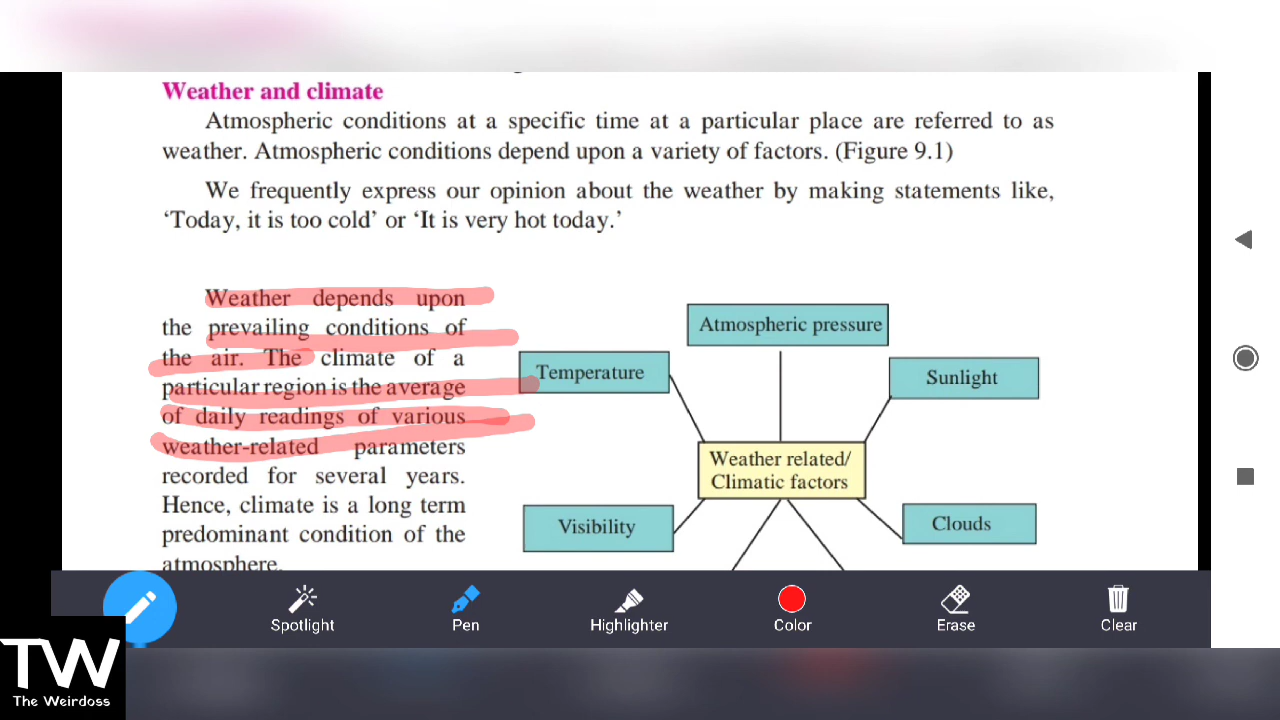 Weather and climate
Atmospheric conditions at a specific time at a particular place are referred to as
weather. Atmospheric conditions depend upon a variety of factors. (Figure 9.1)
We frequently express our opinion about the weather by making statements like,
‘Today, it is too cold’ or ‘It is very hot today.’
Weather depends upon
the prevailing conditions of
the air. The climate of a
particular region is the average
of daily readings of various
weather-related parameters
recorded for several years.
Hence, climate is a long term
predominant condition of the
atmosphere.
Atmospheric pressure
Temperature
Sunlight
Weather related/
Climatic factors
Visibility
Clouds
Spotlight
Pen
Highlighter
Color
Erase
Clear
TW
The Weirdoss